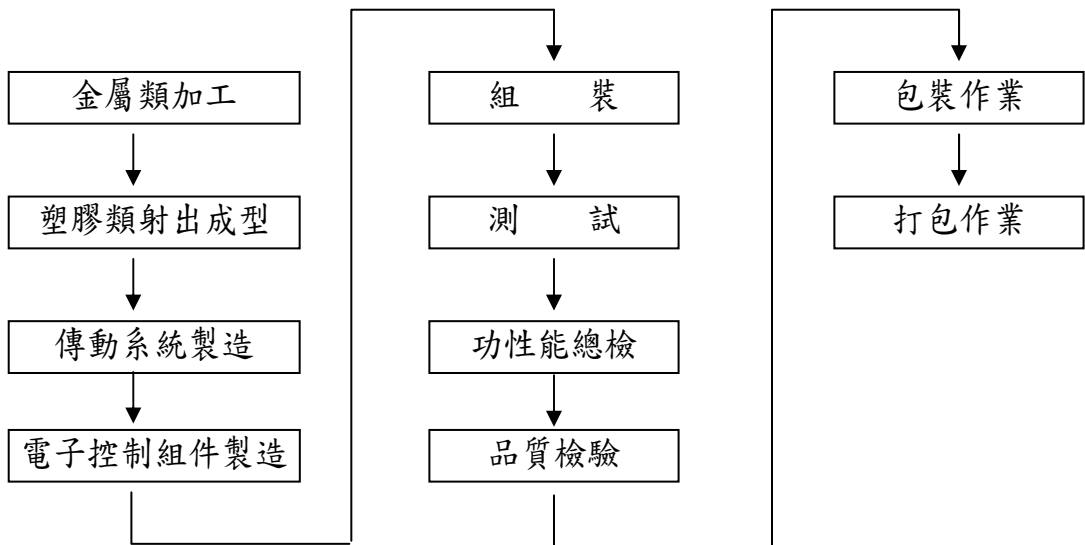 金屬類加工
塑膠類射出成型
傳動系統製造
電子控制組件製造
組　　裝
測　　試
功性能總檢
品質檢驗
包裝作業
打包作業